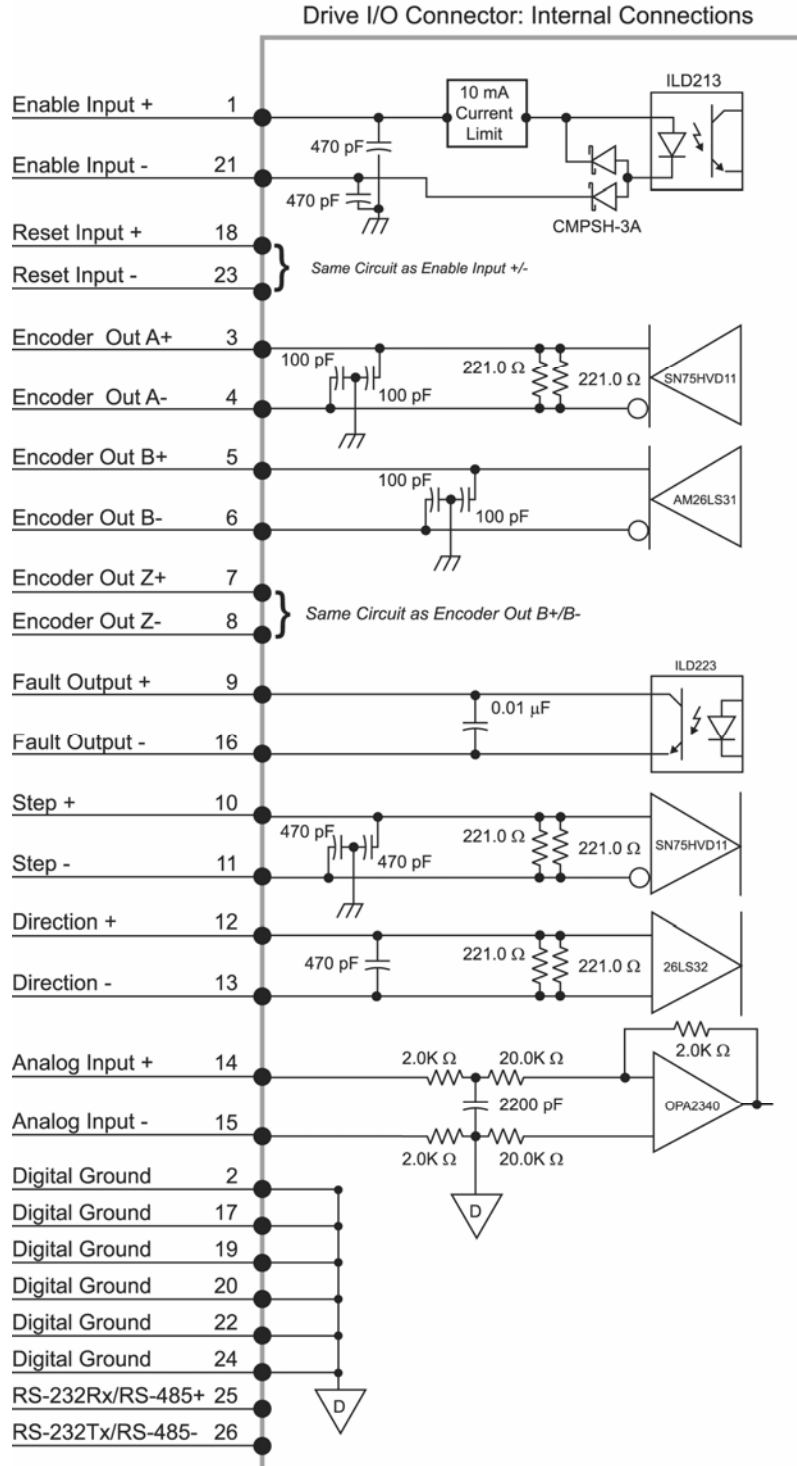 Drive I/O Connector: Internal Connections
ILD213
10 mA
Current
Limit
Enable Input + 1
470 pF
Enable Input - 21
470 pF
CMPSH-3A
Reset Input + 18
Same Circuit as Enable Input +/-
Reset Input - 23
Encoder Out A+ 3
100 pF
221.0 Ω
221.0 Ω
SN75HVD11
100 pF
Encoder Out A- 4
Encoder Out B+ 5
100 pF
AM26LS31
100 pF
Encoder Out B- 6
Encoder Out Z+ 7
Same Circuit as Encoder Out B+/B-
Encoder Out Z- 8
ILD223
Fault Output + 9
0.01 μF
Fault Output - 16
Step + 10
470 pF
221.0 Ω
221.0 Ω
SN75HVD11
470 pF
Step - 11
Direction + 12
470 pF
221.0 Ω
221.0 Ω
26LS32
Direction - 13
2.0K Ω
Analog Input + 14
2.0K Ω
20.0K Ω
2200 pF
OPA2340
Analog Input - 15
2.0K Ω
20.0K Ω
Digital Ground 2
D
Digital Ground 17
Digital Ground 19
Digital Ground 20
Digital Ground 22
Digital Ground 24
RS-232Rx/RS-485+ 25
D
RS-232Tx/RS-485- 26